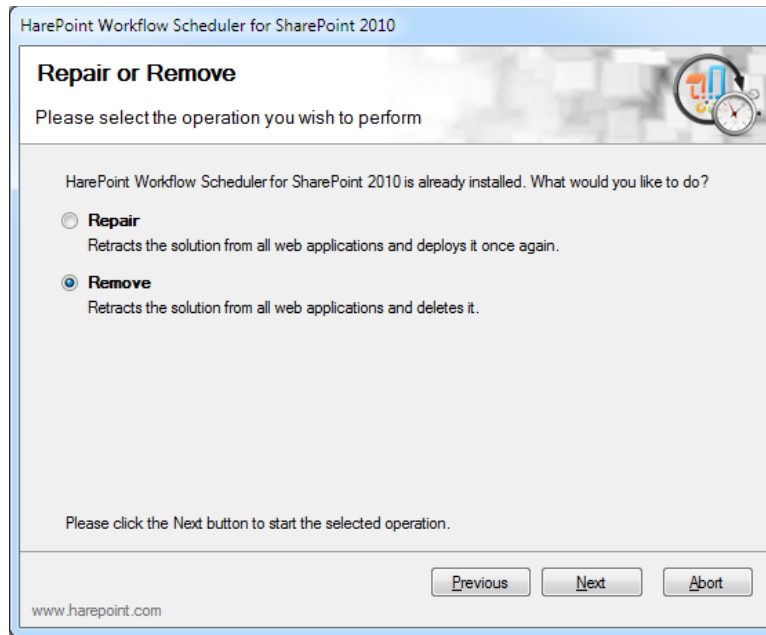 HarePoint Workflow Scheduler for SharePoint 2010
Repair or Remove
Please select the operation you wish to perform
HarePoint Workflow Scheduler for SharePoint 2010 is already installed. What would you like to do?
Repair
Retracts the solution from all web applications and deploys it once again.
Remove
Retracts the solution from all web applications and deletes it.
Please click the Next button to start the selected operation.
Previous Next Abort
www.harepoint.com